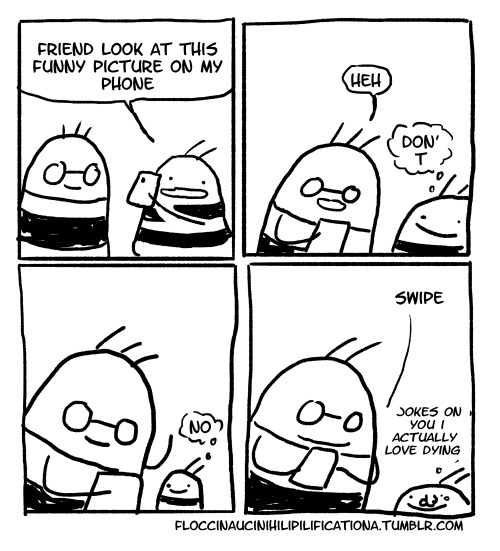 FRIEND LOOK AT THIS
FUNNY PICTURE ON MY
PHONE
HEH
DON'
T
NO
SWIPE
JOKES ON
YOU I
ACTUALLY
LOVE DYING
FLOCCINAUCINIHILIPILIFICATIONA.TUMBLR.COM